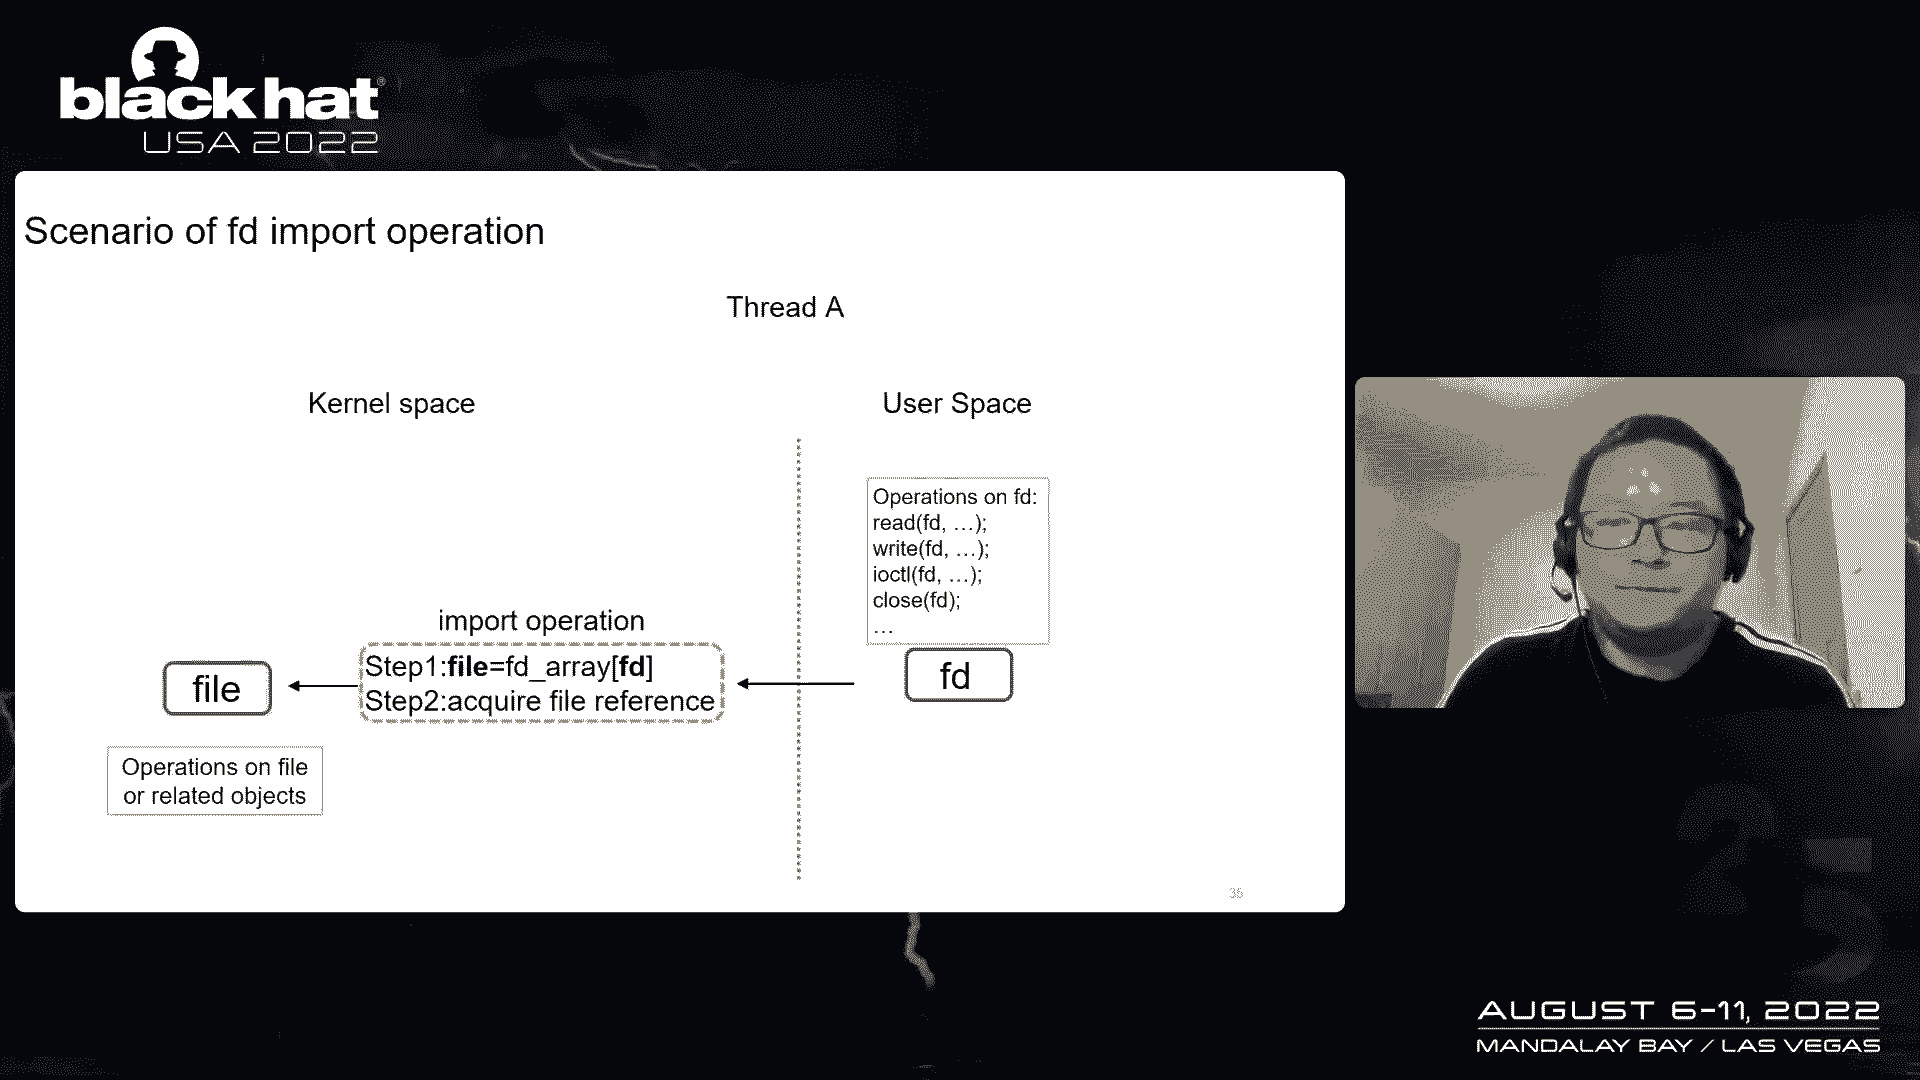 black hat®
USA 2022
Scenario of fd import operation
Thread A
Kernel space
User Space
Operations on fd:
read(fd, …);
write(fd, …);
ioctl(fd, …);
close(fd);
…
import operation
Step1:file=fd_array[fd]
Step2:acquire file reference
file
fd
Operations on file
or related objects
35
AUGUST 6-11, 2022
MANDALAY BAY / LAS VEGAS